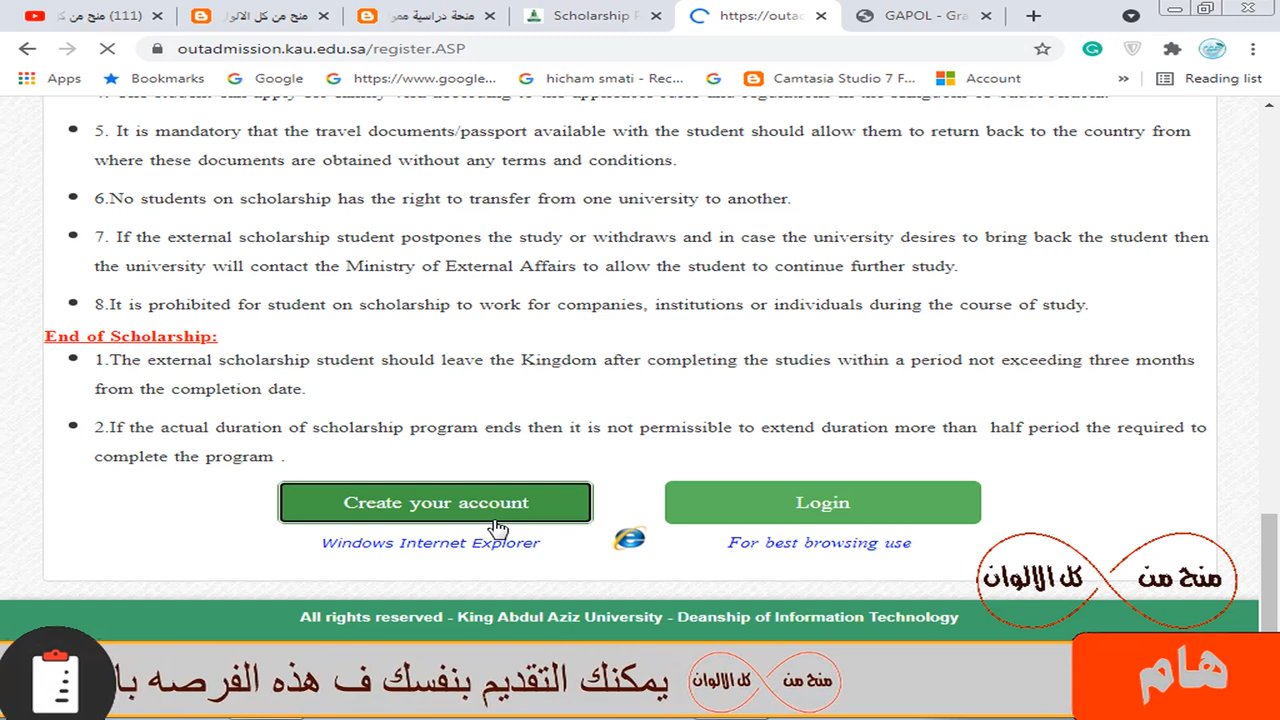 (111) منح من كل
منح من كل الالوان
منحة دراسية ممو
Scholarship
https://outa
GAPOL - Gra
outadmission.kau.edu.sa/register.ASP
Apps
Bookmarks
Google
https://www.google...
hicham smati - Rec...
Camtasia Studio 7 F...
Account
»
Reading list
5. It is mandatory that the travel documents/passport available with the student should allow them to return back to the country from
where these documents are obtained without any terms and conditions.
6.No students on scholarship has the right to transfer from one university to another.
7. If the external scholarship student postpones the study or withdraws and in case the university desires to bring back the student then
the university will contact the Ministry of External Affairs to allow the student to continue further study.
8.It is prohibited for student on scholarship to work for companies, institutions or individuals during the course of study.
End of Scholarship:
1.The external scholarship student should leave the Kingdom after completing the studies within a period not exceeding three months
from the completion date.
2.If the actual duration of scholarship program ends then it is not permissible to extend duration more than half period the required to
complete the program .
Create your account
Login
Windows Internet Explorer
For best browsing use
منح من كل الالوان
All rights reserved - King Abdul Aziz University - Deanship of Information Technology
هام
منح من كل الالوان
يمكنك التقديم بنفسك ف هذه الفرصه با